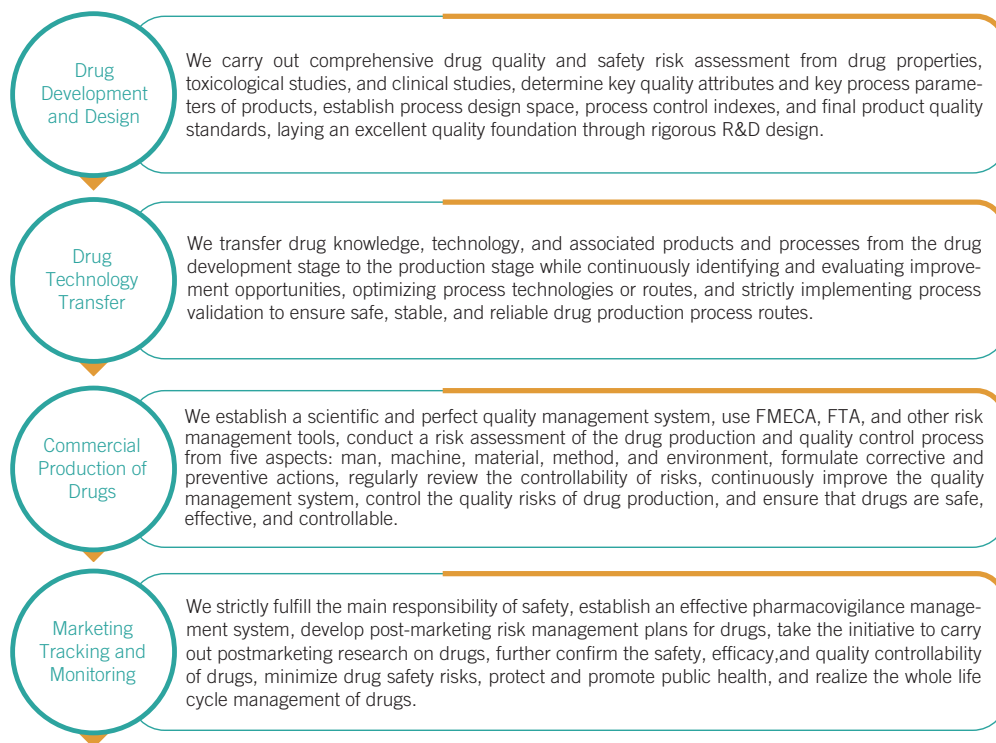 Drug
Development
and Design
We carry out comprehensive drug quality and safety risk assessment from drug properties,
toxicological studies, and clinical studies, determine key quality attributes and key process parame-
ters of products, establish process design space, process control indexes, and final product quality
standards, laying an excellent quality foundation through rigorous R&D design.
Drug
Technology
Transfer
We transfer drug knowledge, technology, and associated products and processes from the drug
development stage to the production stage while continuously identifying and evaluating improve-
ment opportunities, optimizing process technologies or routes, and strictly implementing process
validation to ensure safe, stable, and reliable drug production process routes.
Commercial
Production of
Drugs
We establish a scientific and perfect quality management system, use FMECA, FTA, and other risk
management tools, conduct a risk assessment of the drug production and quality control process
from five aspects: man, machine, material, method, and environment, formulate corrective and
preventive actions, regularly review the controllability of risks, continuously improve the quality
management system, control the quality risks of drug production, and ensure that drugs are safe,
effective, and controllable.
Marketing
Tracking and
Monitoring
We strictly fulfill the main responsibility of safety, establish an effective pharmacovigilance manage-
ment system, develop post-marketing risk management plans for drugs, take the initiative to carry
out postmarketing research on drugs, further confirm the safety, efficacy,and quality controllability
of drugs, minimize drug safety risks, protect and promote public health, and realize the whole life
cycle management of drugs.